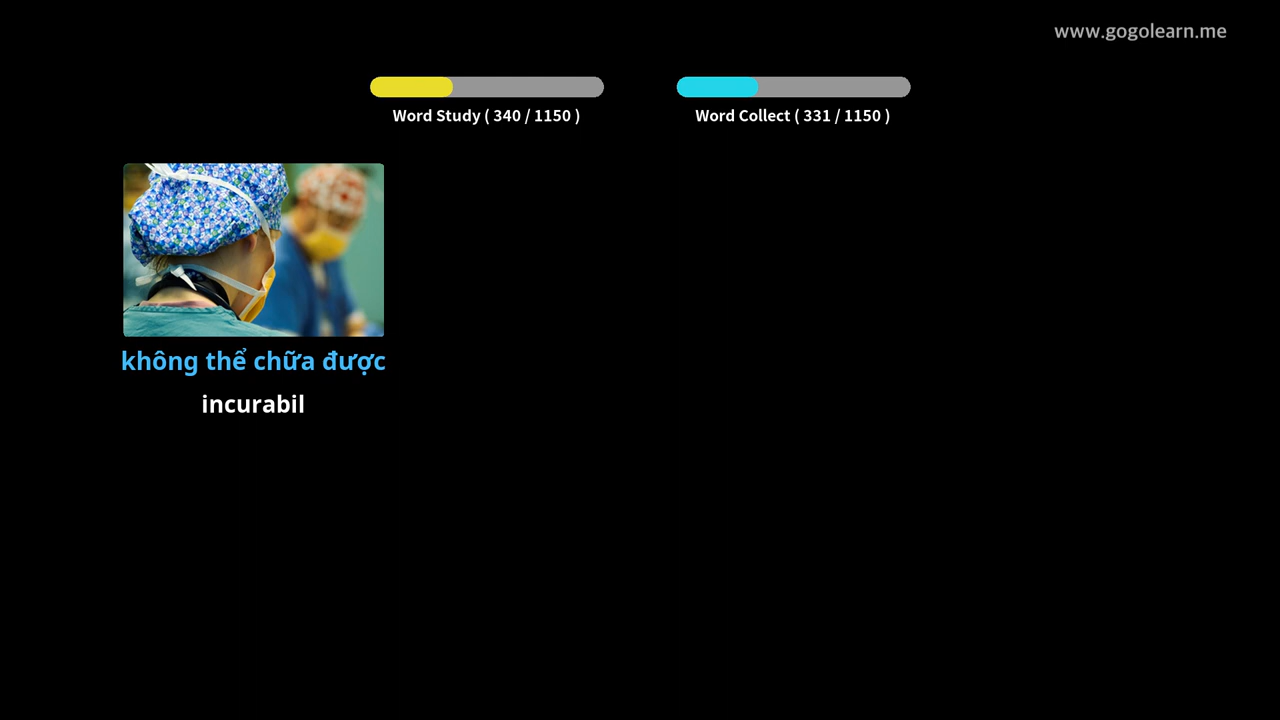 www.gogolearn.me
Word Study ( 340 / 1150 )
Word Collect ( 331 / 1150 )
không thể chữa được
incurabil